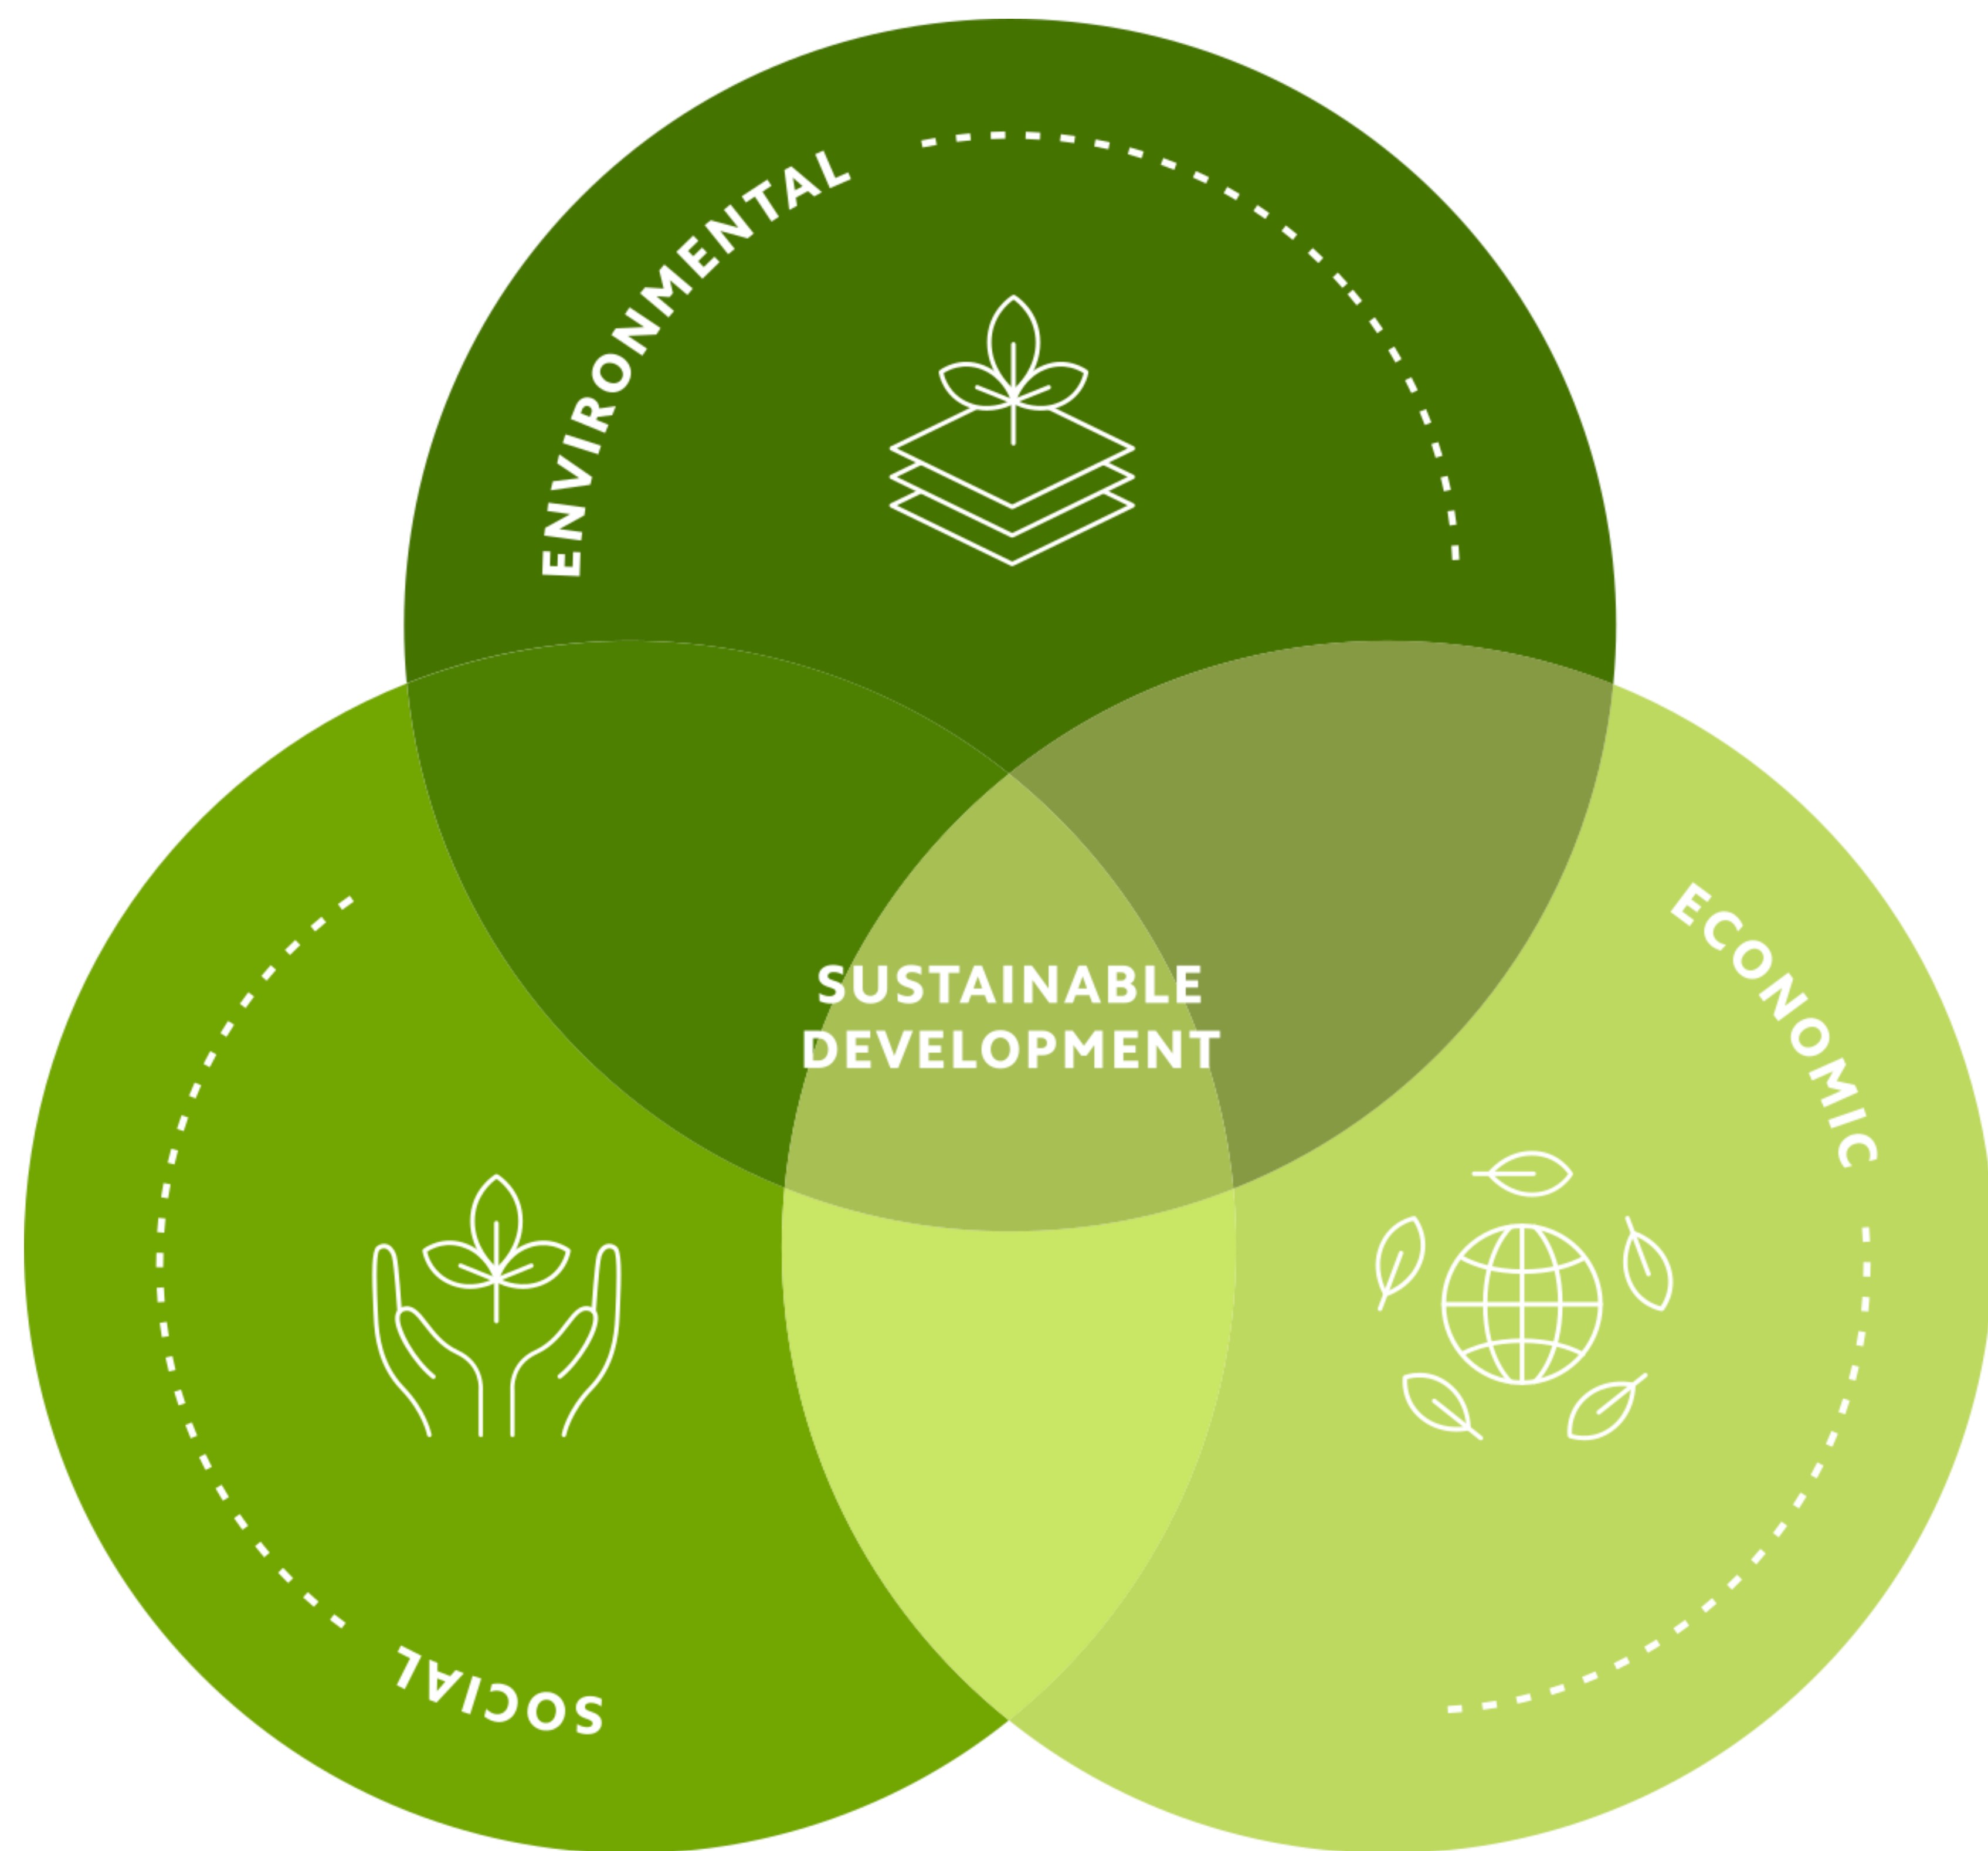 ENVIRONMENTAL
SUSTAINABLE
DEVELOPMENT
ECONOMIC
SOCIAL